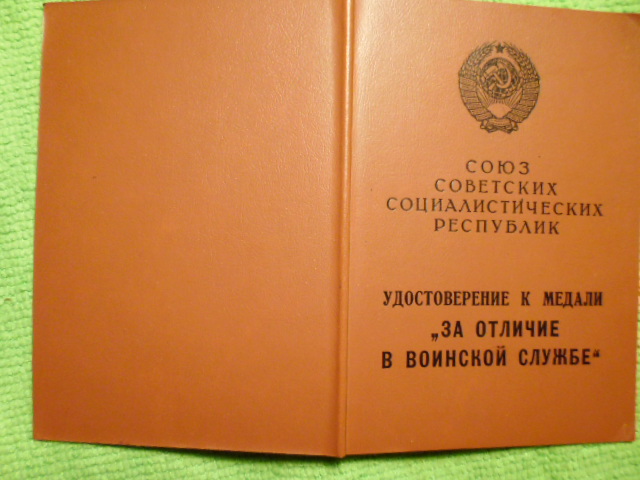 СОЮЗ
СОВЕТСКИХ
СОЦИАЛИСТИЧЕСКИХ
РЕСПУБЛИК
УДОСТОВЕРЕНИЕ К МЕДАЛИ
„ЗА ОТЛИЧИЕ
В ВОИНСКОЙ СЛУЖБЕ“